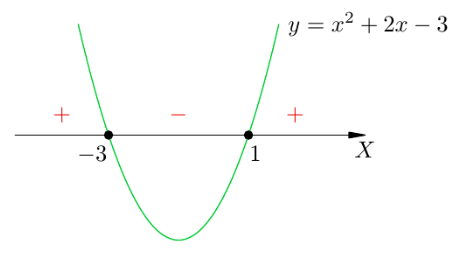 y = x² + 2x − 3
+ − +
−3 1
X